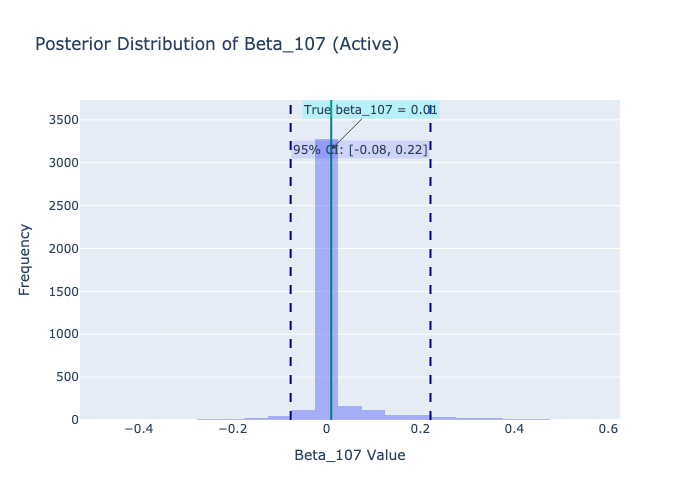 Posterior Distribution of Beta_107 (Active)
True beta_107 = 0.01
95% CI: [-0.08, 0.22]
3500
3000
2500
2000
1500
1000
500
0
Frequency
−0.4
−0.2
0
0.2
0.4
0.6
Beta_107 Value